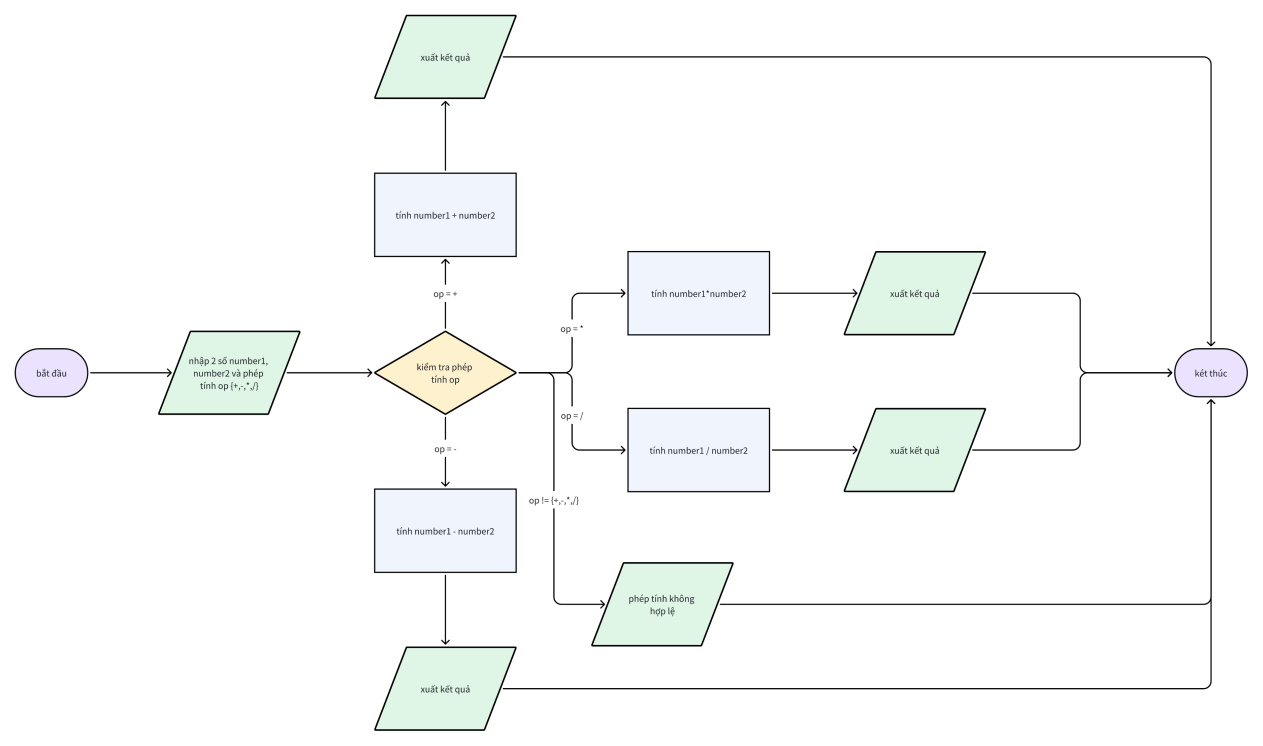 xuất kết quả
tính number1 + number2
op = +
tính number1*number2
xuất kết quả
op = *
bắt đầu
nhập 2 số number1,
number2 và phép
tính op {+,-,*,/}
kiểm tra phép
tính op
két thúc
op = /
op = -
tính number1 / number2
xuất kết quả
op != {+,-,*,/}
tính number1 - number2
phép tính không
hợp lệ
xuất kết quả